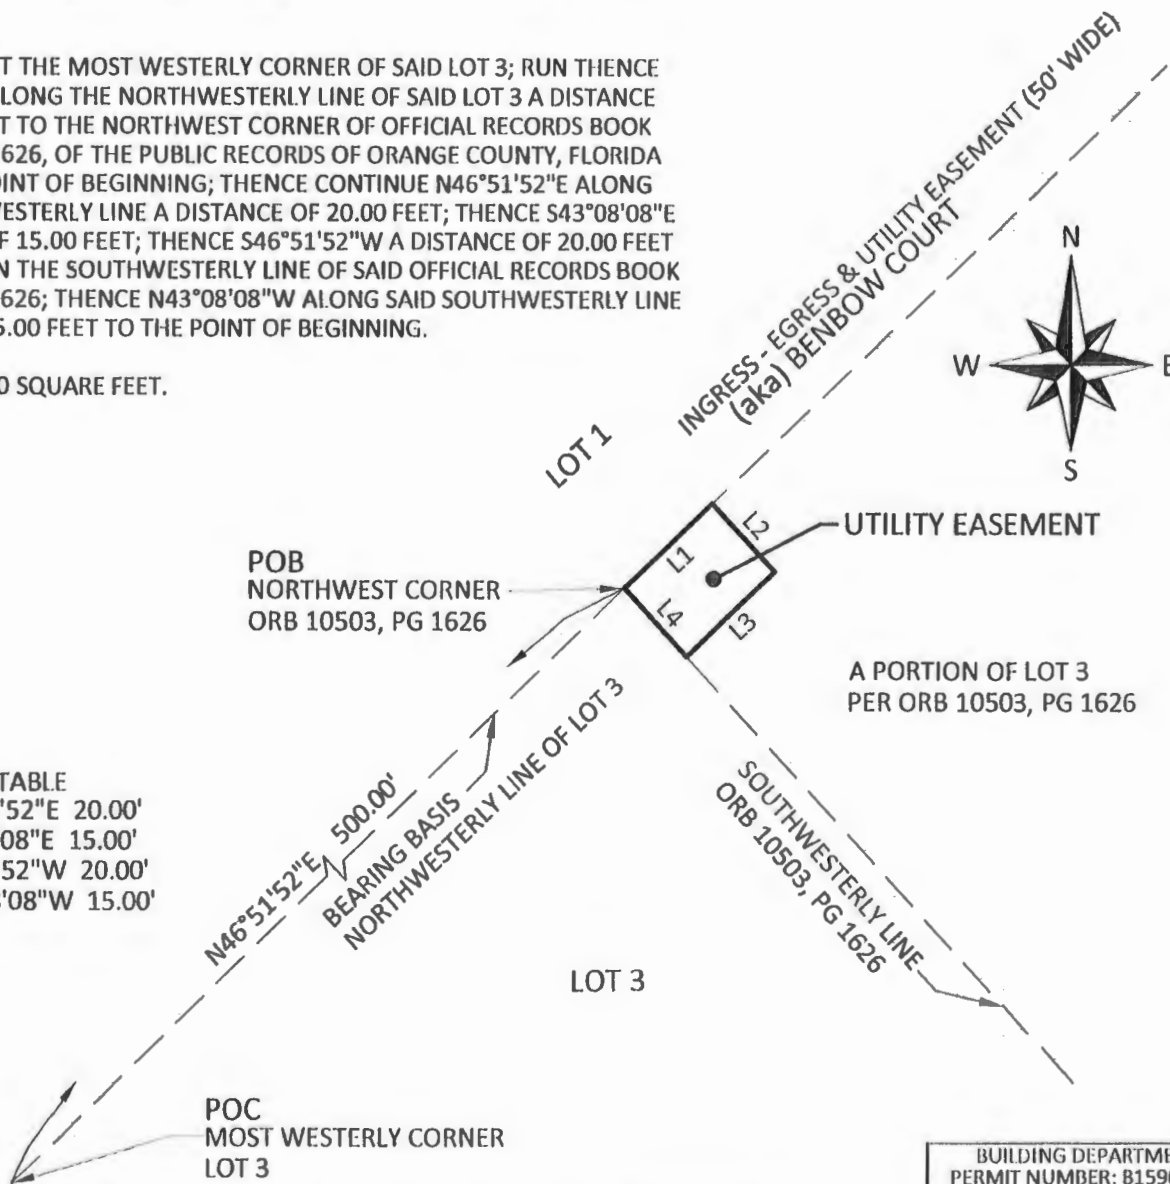 T THE MOST WESTERLY CORNER OF SAID LOT 3; RUN THENCE
LONG THE NORTHWESTERLY LINE OF SAID LOT 3 A DISTANCE
T TO THE NORTHWEST CORNER OF OFFICIAL RECORDS BOOK
626, OF THE PUBLIC RECORDS OF ORANGE COUNTY, FLORIDA
OINT OF BEGINNING; THENCE CONTINUE N46°51'52"E ALONG
WESTERLY LINE A DISTANCE OF 20.00 FEET; THENCE S43°08'08"E
F 15.00 FEET; THENCE S46°51'52"W A DISTANCE OF 20.00 FEET
N THE SOUTHWESTERLY LINE OF SAID OFFICIAL RECORDS BOOK
626; THENCE N43°08'08"W ALONG SAID SOUTHWESTERLY LINE
5.00 FEET TO THE POINT OF BEGINNING.
0 SQUARE FEET.
INGRESS - EGRESS & UTILITY EASEMENT (50' WIDE)
(aka) BENBOW COURT
N
W
E
S
LOT 1
L1
L2
L3
L4
UTILITY EASEMENT
POB
NORTHWEST CORNER
ORB 10503, PG 1626
A PORTION OF LOT 3
PER ORB 10503, PG 1626
TABLE
'52"E 20.00'
08"E 15.00'
52"W 20.00'
'08"W 15.00'
N46°51'52"E 500.00'
BEARING BASIS
NORTHWESTERLY LINE OF LOT 3
SOUTHWESTERLY LINE
ORB 10503, PG 1626
LOT 3
POC
MOST WESTERLY CORNER
LOT 3
BUILDING DEPARTME
PERMIT NUMBER: B1590